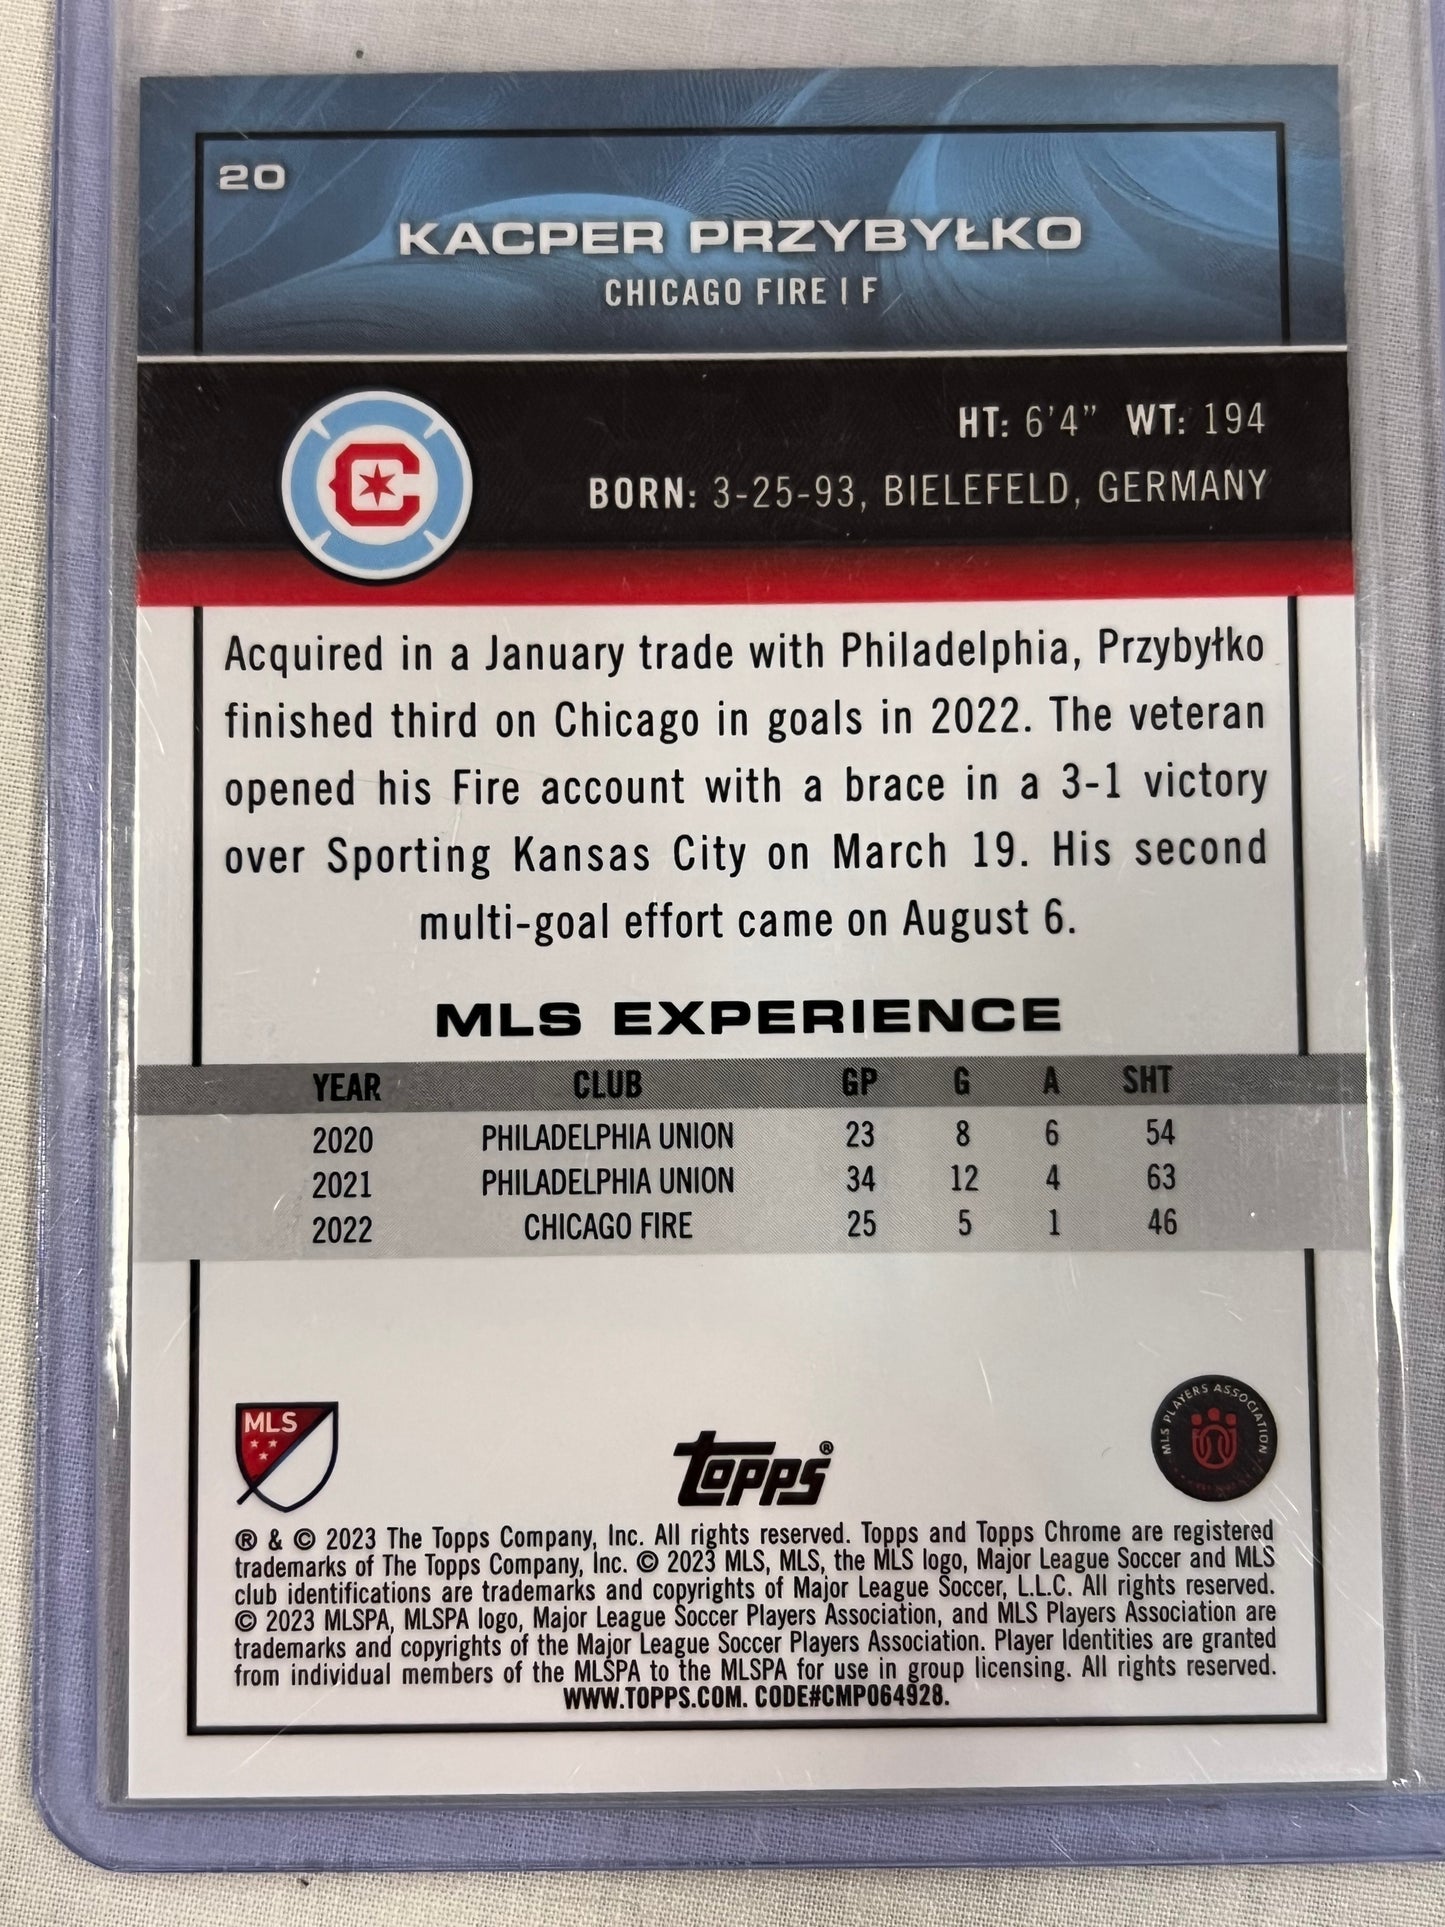 20
KACPER PRZYBYŁKO
CHICAGO FIRE | F
C
HT: 6'4" WT: 194
BORN: 3-25-93, BIELEFELD, GERMANY
Acquired in a January trade with Philadelphia, Przybyłko
finished third on Chicago in goals in 2022. The veteran
opened his Fire account with a brace in a 3-1 victory
over Sporting Kansas City on March 19. His second
multi-goal effort came on August 6.
MLS EXPERIENCE
YEAR CLUB GP G A SHT
2020 PHILADELPHIA UNION 23 8 6 54
2021 PHILADELPHIA UNION 34 12 4 63
2022 CHICAGO FIRE 25 5 1 46
MLS
topps®
MLS PLAYERS ASSOCIATION
® & © 2023 The Topps Company, Inc. All rights reserved. Topps and Topps Chrome are registered
trademarks of The Topps Company, Inc. © 2023 MLS, MLS, the MLS logo, Major League Soccer and MLS
club identifications are trademarks and copyrights of Major League Soccer, L.L.C. All rights reserved.
© 2023 MLSPA, MLSPA logo, Major League Soccer Players Association, and MLS Players Association are
trademarks and copyrights of the Major League Soccer Players Association. Player Identities are granted
from individual members of the MLSPA to the MLSPA for use in group licensing. All rights reserved.
WWW.TOPPS.COM. CODE#CMP064928.